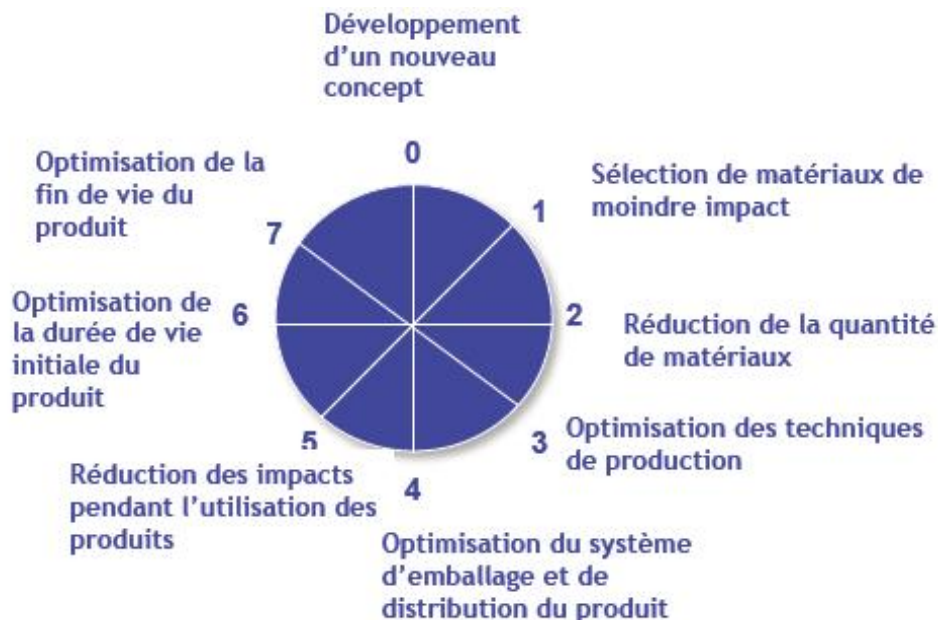 Développement
d'un nouveau
concept
0
Sélection de matériaux de
moindre impact
1
2
Réduction de la quantité
de matériaux
3
Optimisation des techniques
de production
4
Optimisation du système
d'emballage et de
distribution du produit
5
Réduction des impacts
pendant l'utilisation des
produits
6
Optimisation de
la durée de vie
initiale du
produit
7
Optimisation de la
fin de vie du
produit